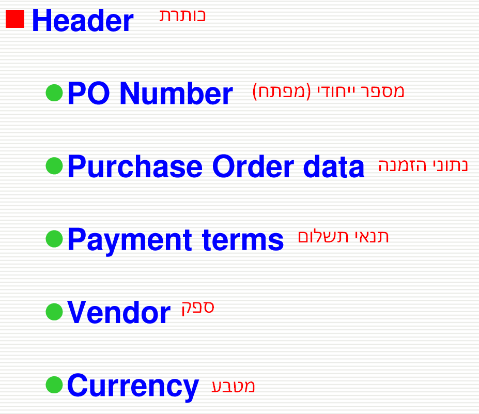 Header כותרת
PO Number מספר ייחודי (מפתח)
Purchase Order data נתוני הזמנה
Payment terms תנאי תשלום
Vendor ספק
Currency מטבע